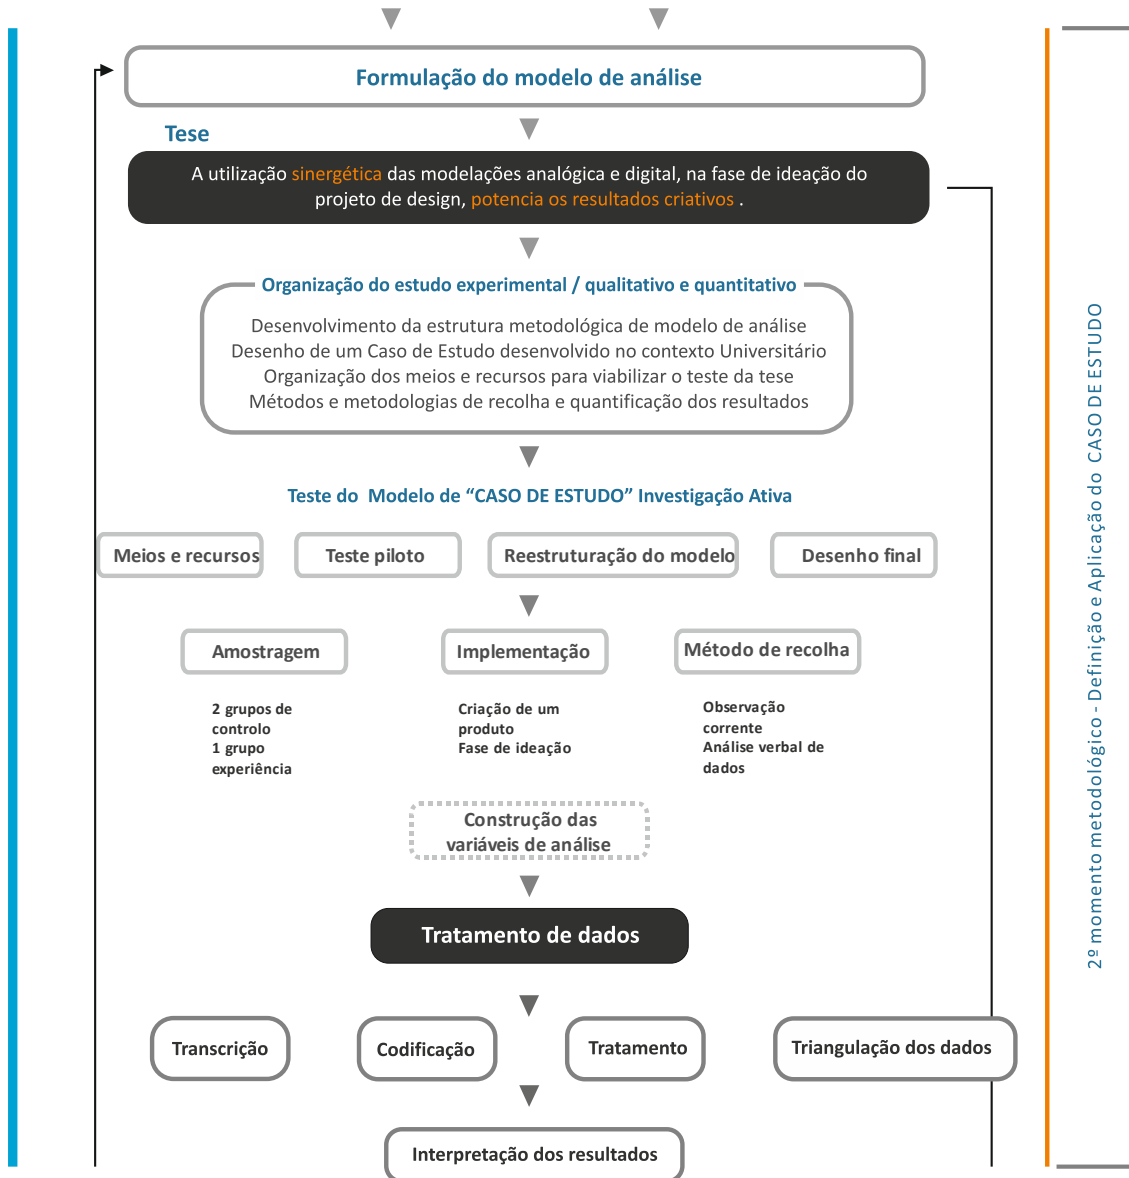 Formulação do modelo de análise
Tese
A utilização sinergética das modelações analógica e digital, na fase de ideação do
projeto de design, potencia os resultados criativos .
Organização do estudo experimental / qualitativo e quantitativo
Desenvolvimento da estrutura metodológica de modelo de análise
Desenho de um Caso de Estudo desenvolvido no contexto Universitário
Organização dos meios e recursos para viabilizar o teste da tese
Métodos e metodologias de recolha e quantificação dos resultados
Teste do Modelo de “CASO DE ESTUDO” Investigação Ativa
Meios e recursos
Teste piloto
Reestruturação do modelo
Desenho final
Amostragem
Implementação
Método de recolha
2 grupos de
controlo
1 grupo
experiência
Criação de um
produto
Fase de ideação
Observação
corrente
Análise verbal de
dados
Construção das
variáveis de análise
Tratamento de dados
Transcrição
Codificação
Tratamento
Triangulação dos dados
Interpretação dos resultados
2º momento metodológico - Definição e Aplicação do CASO DE ESTUDO